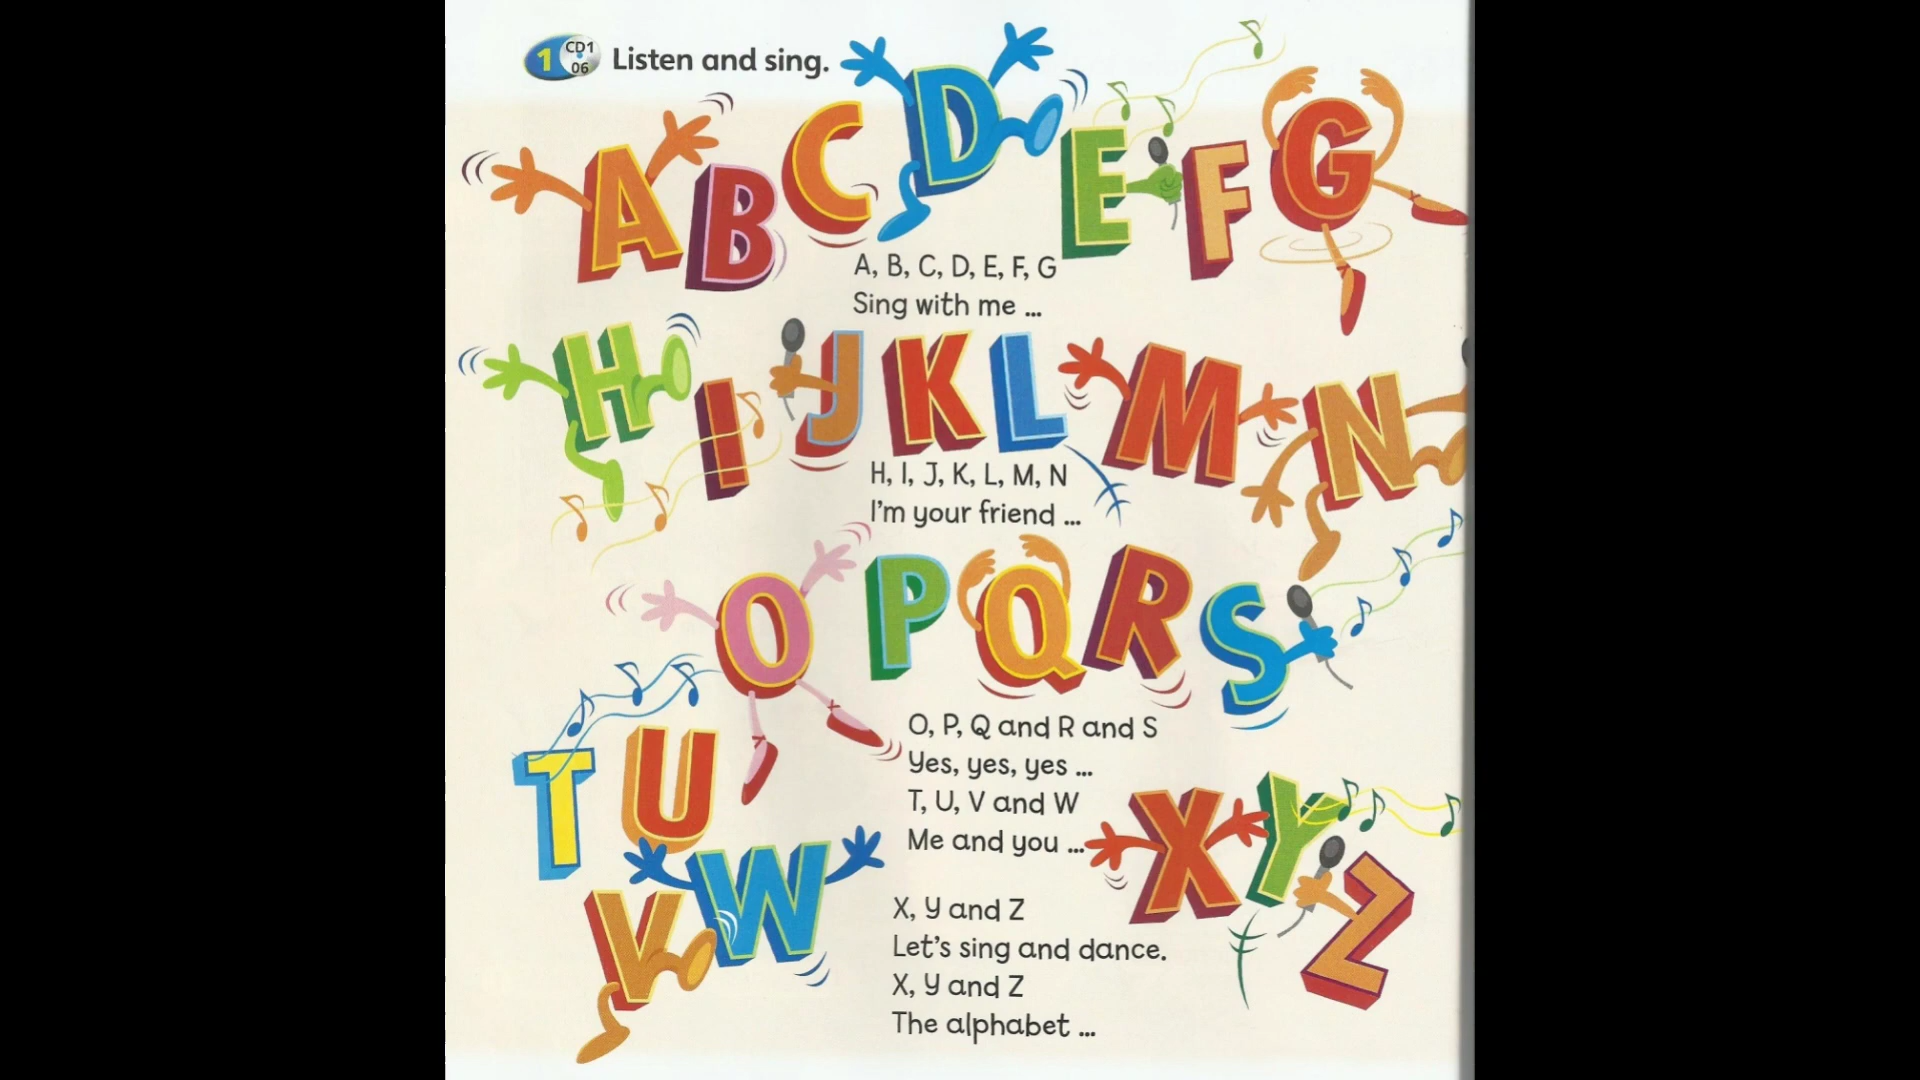 1 CD1 06 Listen and sing.
A B C D E F G
A, B, C, D, E, F, G
Sing with me ...
H I J K L M N
H, I, J, K, L, M, N
I'm your friend ...
O P Q R S
O, P, Q and R and S
Yes, yes, yes ...
T, U, V and W
Me and you ...
T U V W
X Y Z
X, Y and Z
Let's sing and dance.
X, Y and Z
The alphabet ...